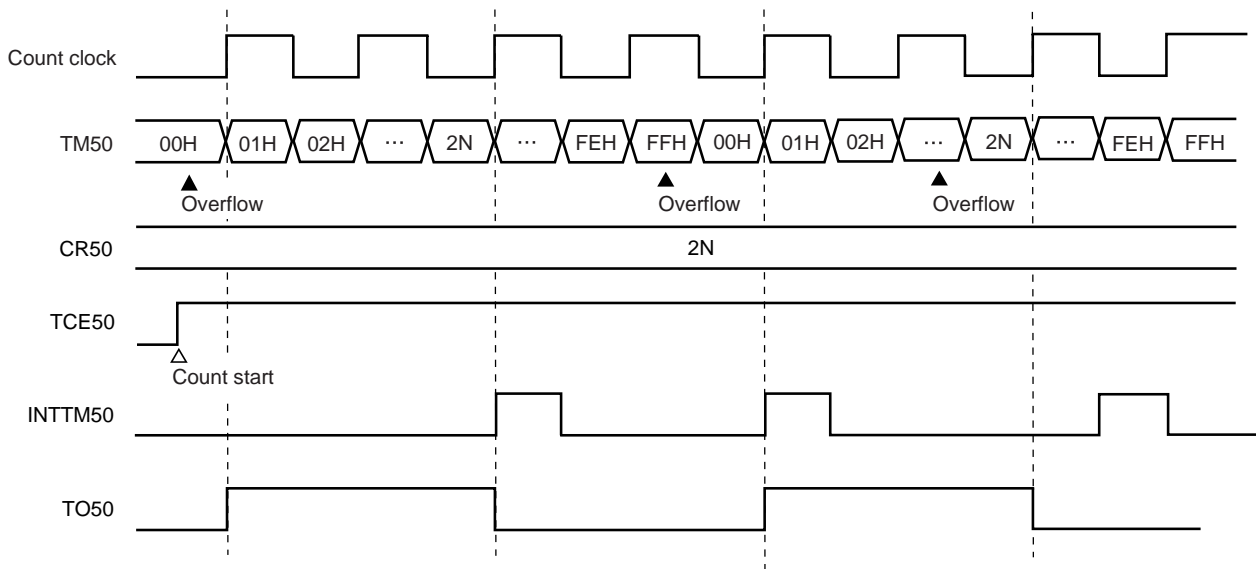 Count clock
TM50 00H 01H 02H ... 2N ... FEH FFH 00H 01H 02H ... 2N ... FEH FFH
Overflow Overflow Overflow
CR50 2N
TCE50
Count start
INTTM50
TO50